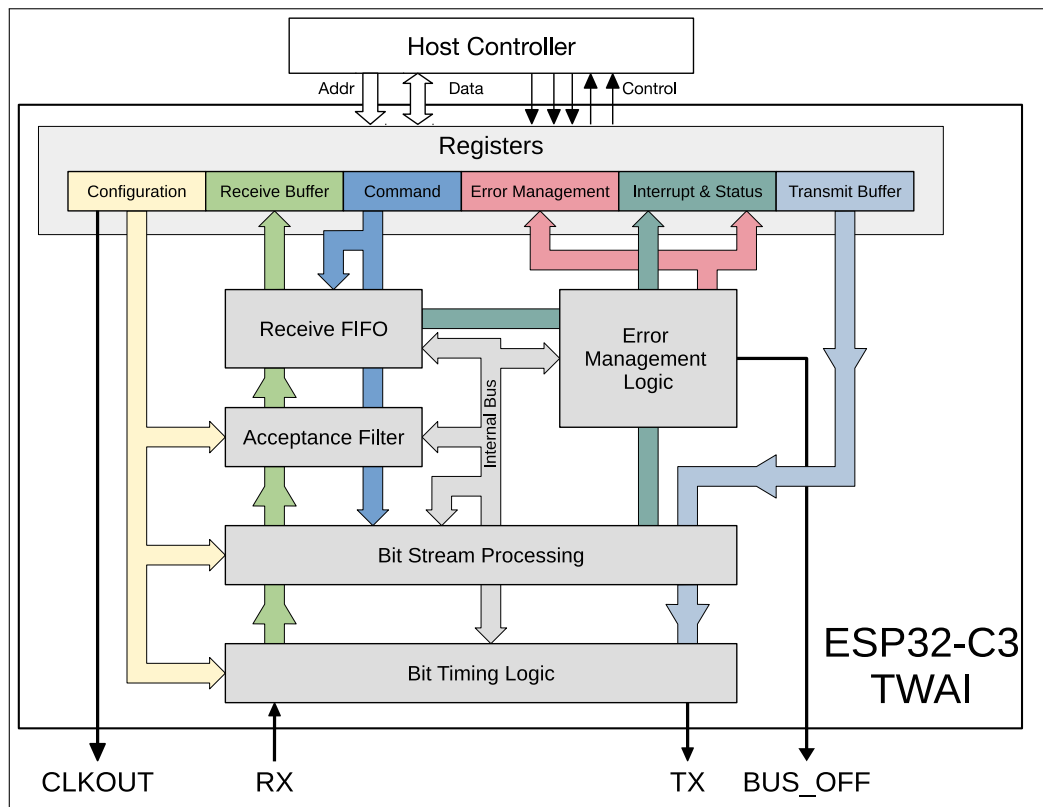 Host Controller
Addr
Data
Control
Registers
Configuration
Receive Buffer
Command
Error Management
Interrupt & Status
Transmit Buffer
Receive FIFO
Error
Management
Logic
Internal Bus
Acceptance Filter
Bit Stream Processing
Bit Timing Logic
ESP32-C3
TWAI
CLKOUT
RX
TX
BUS_OFF